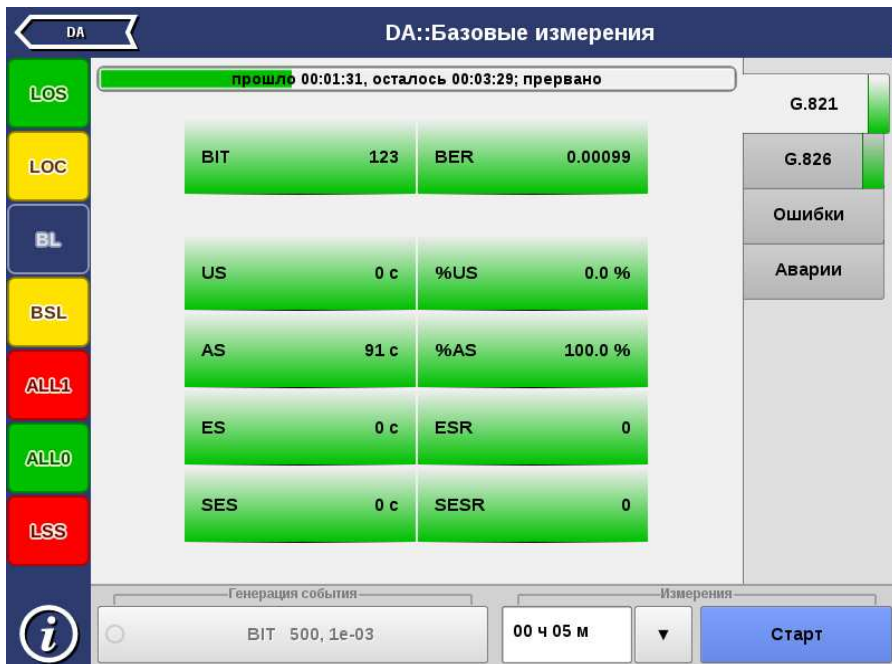 DA
DA::Базовые измерения
LOS
LOC
BL
BSL
ALL1
ALL0
LSS
прошло 00:01:31, осталось 00:03:29; прервано
BIT 123 BER 0.00099
US 0 с %US 0.0 %
AS 91 с %AS 100.0 %
ES 0 с ESR 0
SES 0 с SESR 0
G.821
G.826
Ошибки
Аварии
Генерация события
BIT 500, 1e-03
Измерения
00 ч 05 м
Старт
i